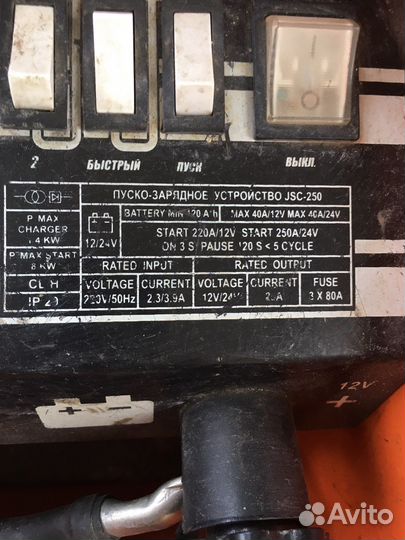 2 БЫСТРЫЙ ПУСК ВЫКЛ.
ПУСКО-ЗАРЯДНОЕ УСТРОЙСТВО JSC-250
BATTERY MIN 120 A h MAX 40A/12V MAX 40A/24V
12/24V
START 220A/12V START 250A/24V
ON 3 S PAUSE 120 S < 5 CYCLE
P MAX
CHARGER
KW
P MAX START
8 KW
CL H
IP 20
RATED INPUT RATED OUTPUT
VOLTAGE CURRENT VOLTAGE CURRENT FUSE
220V/50Hz 2.3/3.9A 12V/24V 3 X 80A
- +
12V
+
Avito